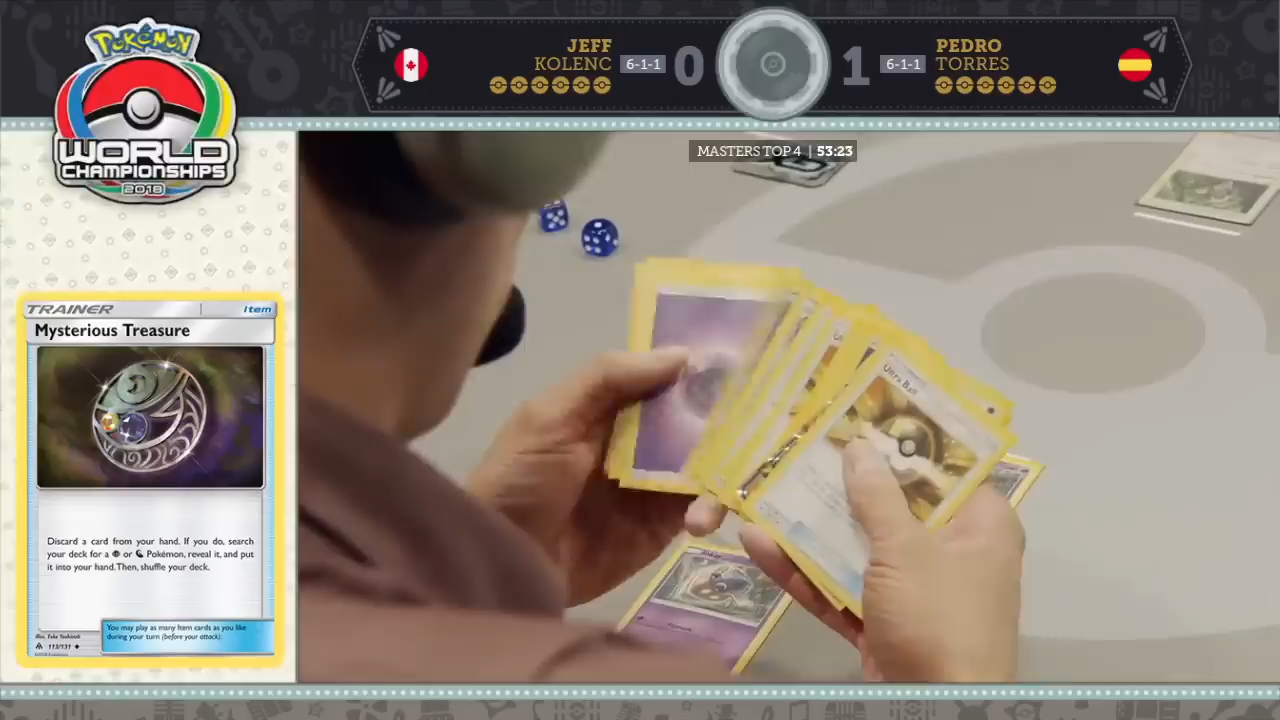 Pokémon
WORLD
CHAMPIONSHIPS
2018
JEFF
KOLENC
6-1-1
0
1
6-1-1
PEDRO
TORRES
MASTERS TOP 4 | 53:23
TRAINER
Item
Mysterious Treasure
Discard a card from your hand. If you do, search
your deck for a or Pokémon, reveal it, and put
it into your hand. Then, shuffle your deck.
You may play as many Item cards as you like
during your turn (before your attack).
113/131
Ultra Ball